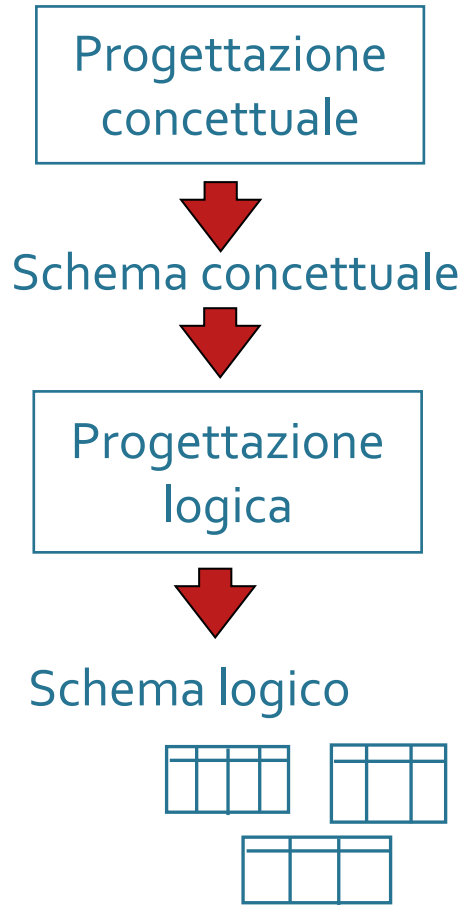 Progettazione
concettuale
Schema concettuale
Progettazione
logica
Schema logico